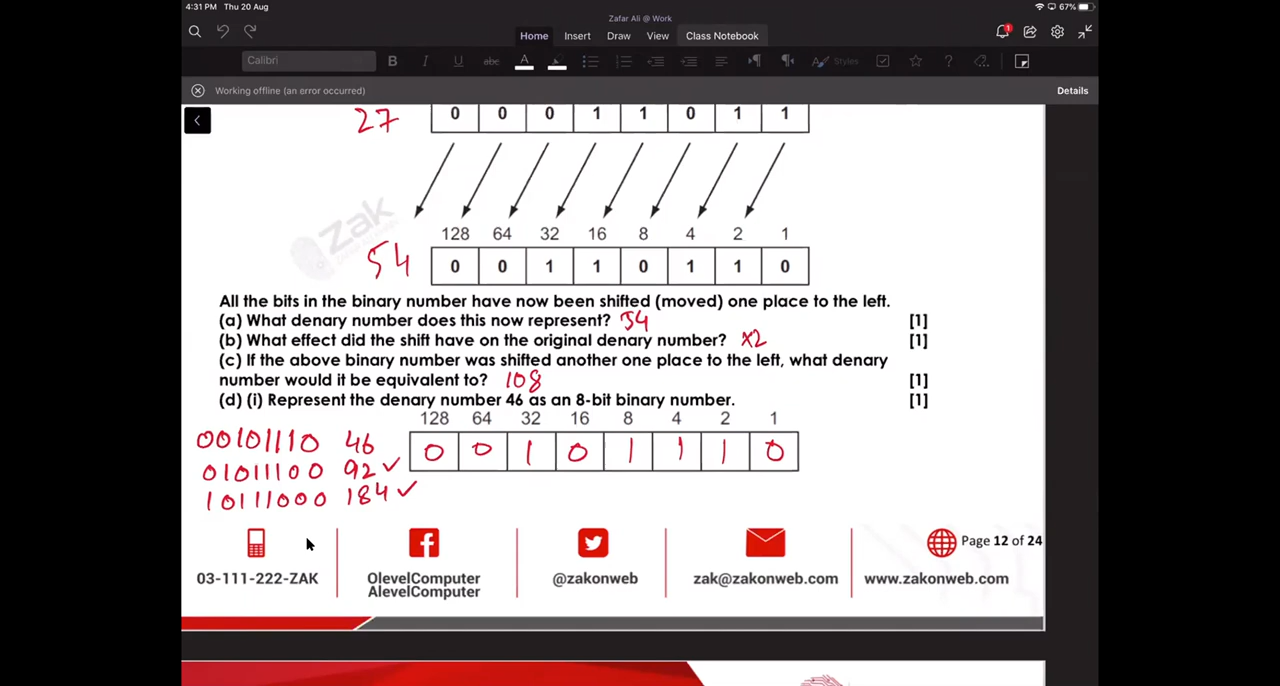 4:31 PM Thu 20 Aug
67%
Zafar Ali @ Work
Home Insert Draw View Class Notebook
1
Calibri B I U abc A Styles ?
Working offline (an error occurred) Details
27 0 0 0 1 1 0 1 1
Zak
128 64 32 16 8 4 2 1
54 0 0 1 1 0 1 1 0
All the bits in the binary number have now been shifted (moved) one place to the left.
(a) What denary number does this now represent? 54 [1]
(b) What effect did the shift have on the original denary number? x2 [1]
(c) If the above binary number was shifted another one place to the left, what denary
number would it be equivalent to? 108 [1]
(d) (i) Represent the denary number 46 as an 8-bit binary number. [1]
128 64 32 16 8 4 2 1
00101110 46 0 0 1 0 1 1 1 0
01011100 92 ✓
10111000 184 ✓
Page 12 of 24
03-111-222-ZAK OlevelComputer @zakonweb zak@zakonweb.com www.zakonweb.com
AlevelComputer